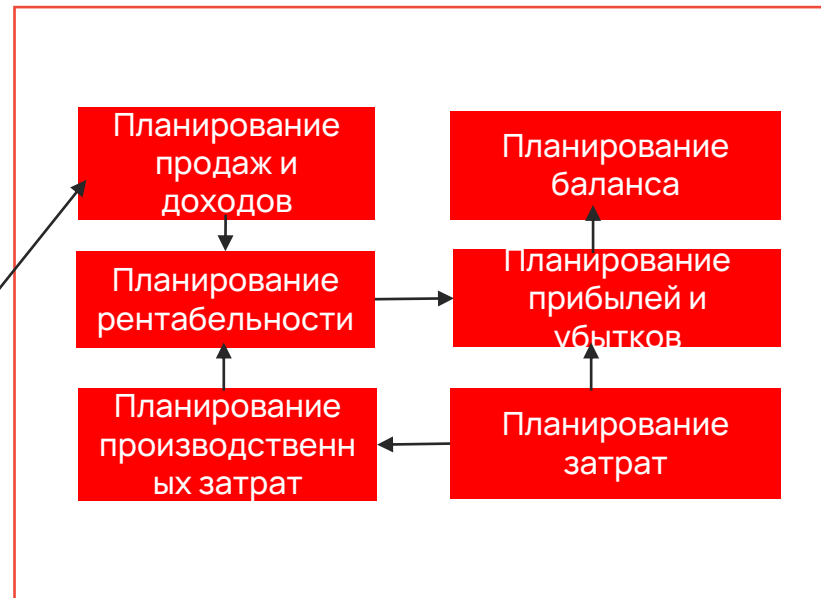 Планирование
продаж и
доходов
Планирование
баланса
Планирование
рентабельности
Планирование
прибылей и
убытков
Планирование
производственн
ых затрат
Планирование
затрат